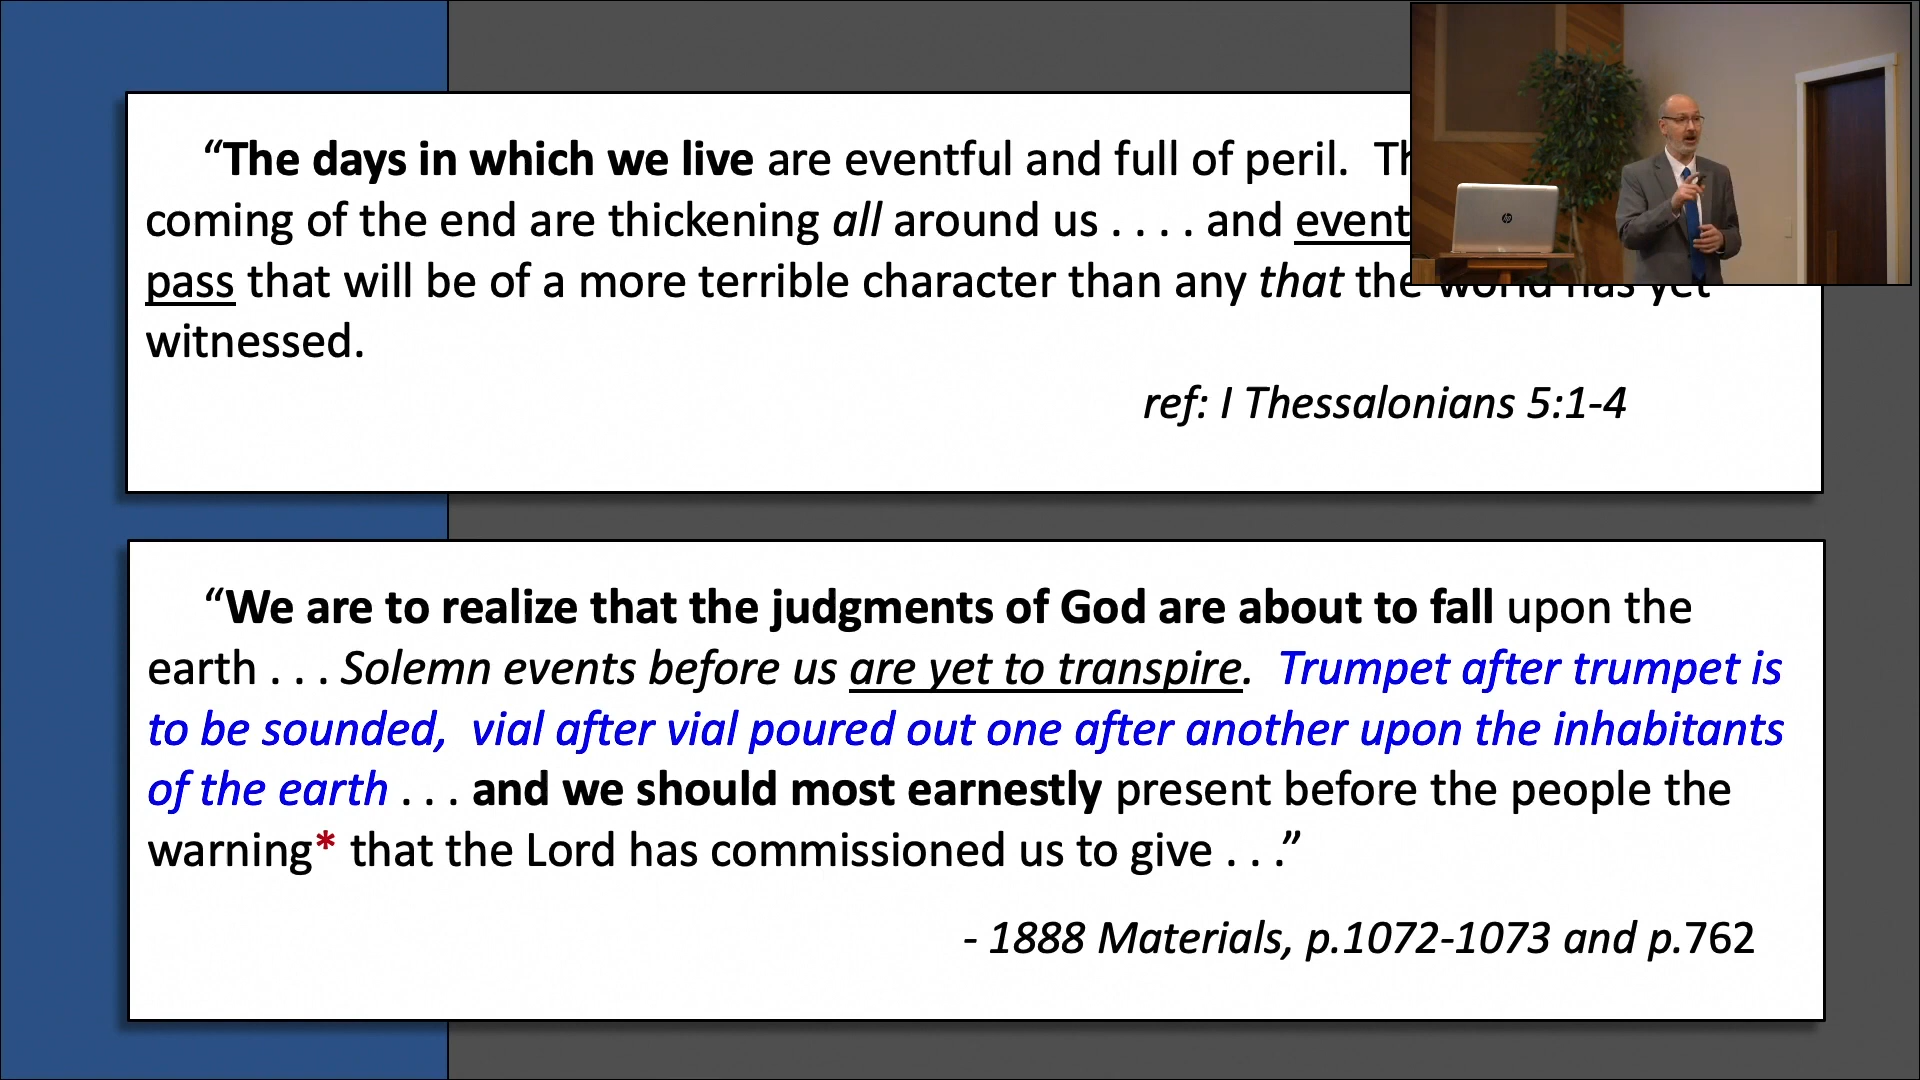 “The days in which we live are eventful and full of peril.
coming of the end are thickening all around us . . . . and
pass that will be of a more terrible character than any that the world has yet
witnessed.
ref: I Thessalonians 5:1-4
“We are to realize that the judgments of God are about to fall upon the
earth . . . Solemn events before us are yet to transpire. Trumpet after trumpet is
to be sounded, vial after vial poured out one after another upon the inhabitants
of the earth . . . and we should most earnestly present before the people the
warning* that the Lord has commissioned us to give . . .”
- 1888 Materials, p.1072-1073 and p.762
hp